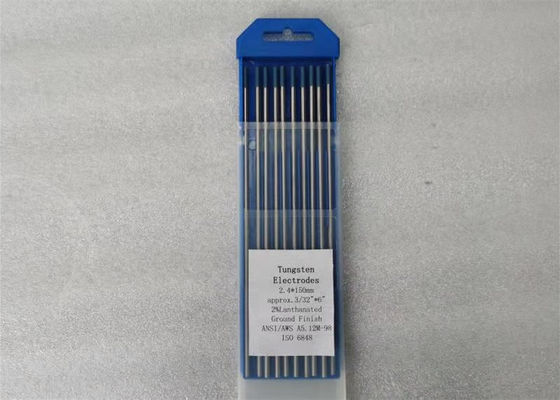 Tungsten
Electrodes
2.4*150mm
approx.3/32"*6"
2%Lanthanated
Ground Finish
ANSI/AWS A5.12M-98
ISO 6848